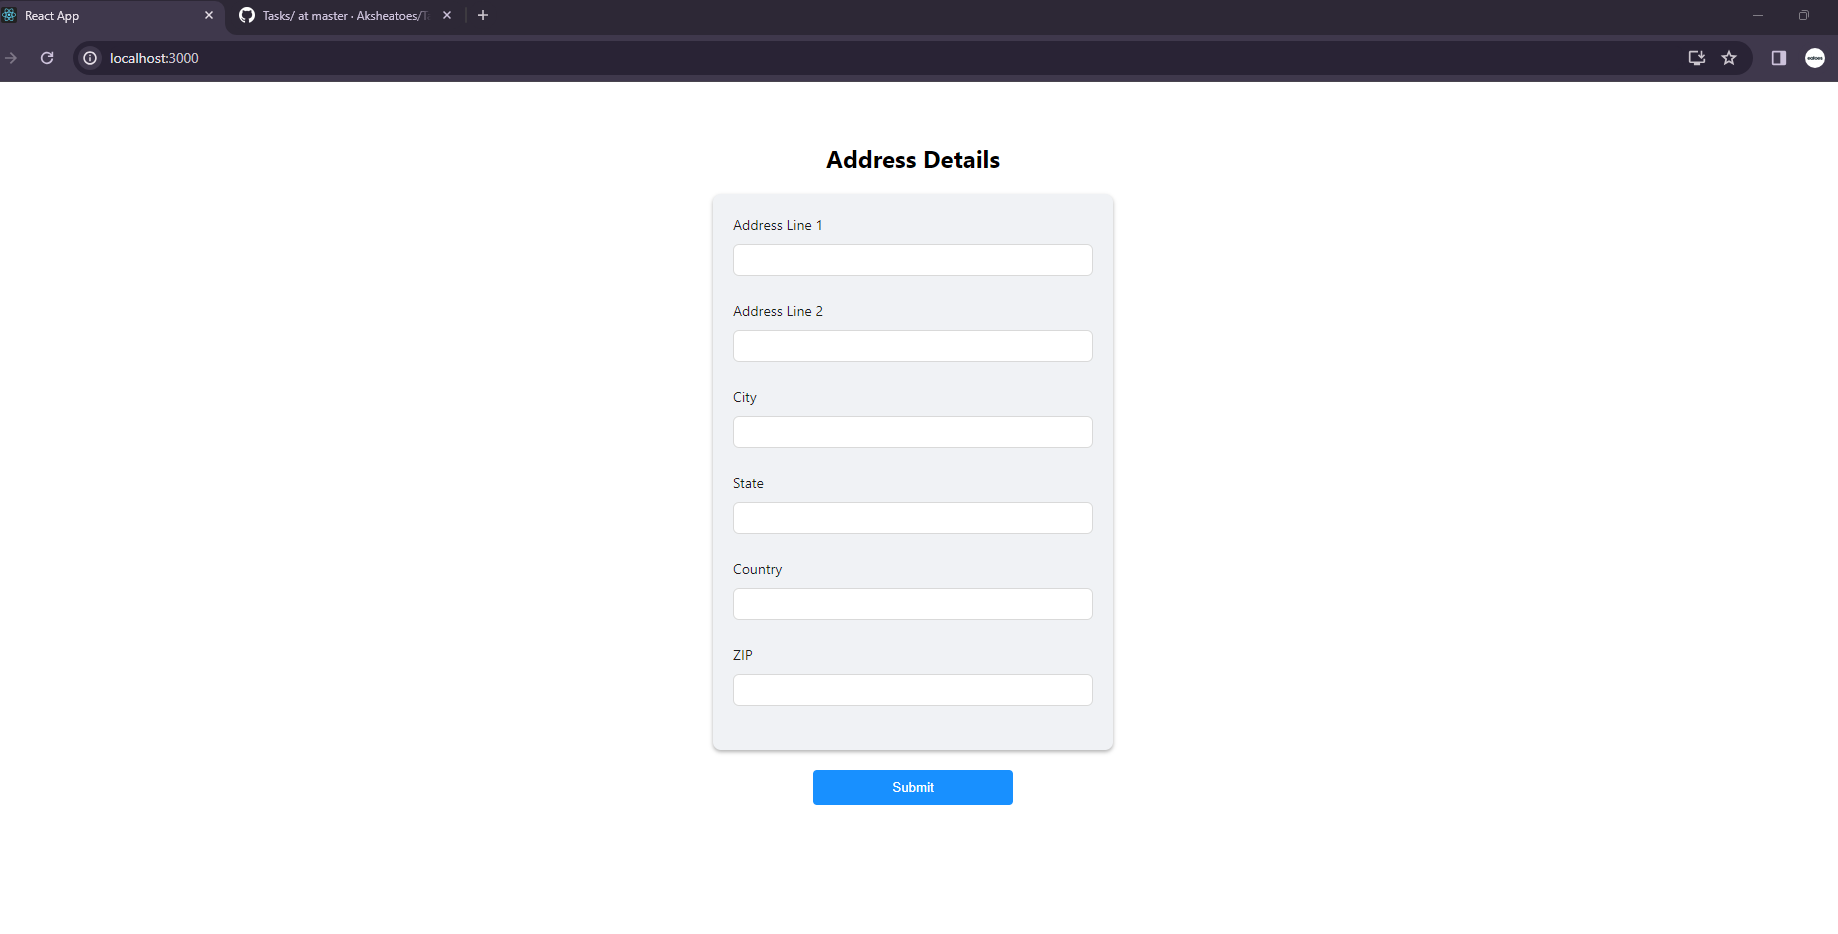 React App
Tasks/ at master · Aksheatoes/T
localhost:3000
Address Details
Address Line 1
Address Line 2
City
State
Country
ZIP
Submit